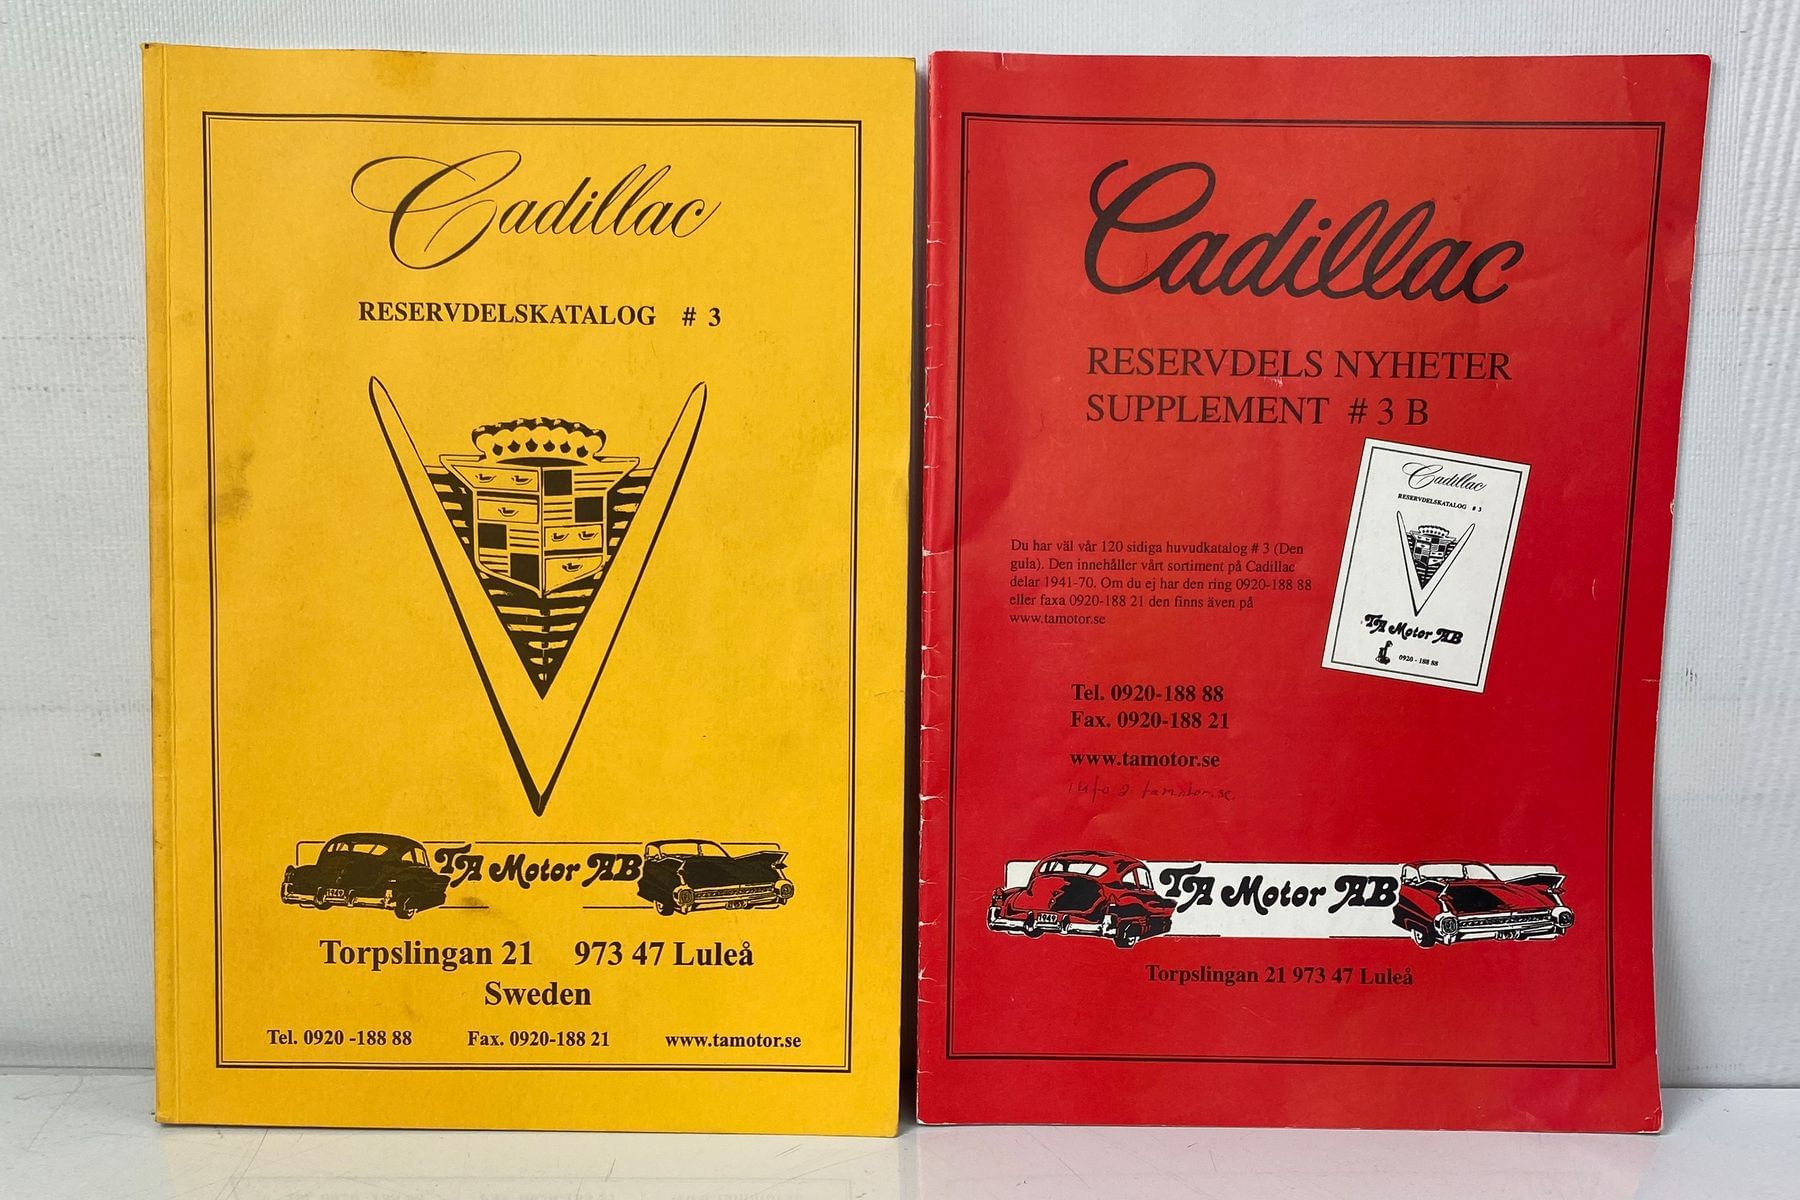 Cadillac
RESERVDELSKATALOG # 3
TA Motor AB
Torpslingan 21 973 47 Luleå
Sweden
Tel. 0920 -188 88 Fax. 0920-188 21 www.tamotor.se
Cadillac
RESERVDELS NYHETER
SUPPLEMENT # 3 B
Cadillac
RESERVDELSKATALOG # 3
TA Motor AB
0920 - 188 88
Du har väl vår 120 sidiga huvudkatalog # 3 (Den
gula). Den innehåller vårt sortiment på Cadillac
delar 1941-70. Om du ej har den ring 0920-188 88
eller faxa 0920-188 21 den finns även på
www.tamotor.se
Tel. 0920-188 88
Fax. 0920-188 21
www.tamotor.se
info @ tamotor.se
1949
TA Motor AB
Torpslingan 21 973 47 Luleå